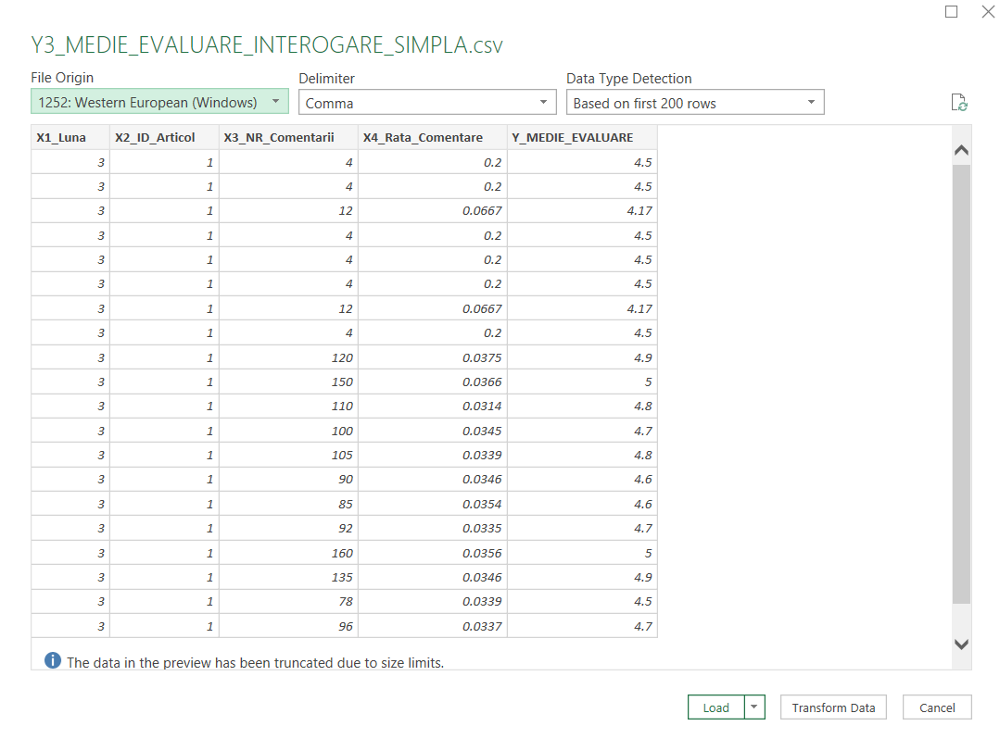 Y3_MEDIE_EVALUARE_INTEROGARE_SIMPLA.csv
File Origin Delimiter Data Type Detection
1252: Western European (Windows) Comma Based on first 200 rows
X1_Luna X2_ID_Articol X3_NR_Comentarii X4_Rata_Comentare Y_MEDIE_EVALUARE
3 1 4 0.2 4.5
3 1 4 0.2 4.5
3 1 12 0.0667 4.17
3 1 4 0.2 4.5
3 1 4 0.2 4.5
3 1 4 0.2 4.5
3 1 12 0.0667 4.17
3 1 4 0.2 4.5
3 1 120 0.0375 4.9
3 1 150 0.0366 5
3 1 110 0.0314 4.8
3 1 100 0.0345 4.7
3 1 105 0.0339 4.8
3 1 90 0.0346 4.6
3 1 85 0.0354 4.6
3 1 92 0.0335 4.7
3 1 160 0.0356 5
3 1 135 0.0346 4.9
3 1 78 0.0339 4.5
3 1 96 0.0337 4.7
The data in the preview has been truncated due to size limits.
Load Transform Data Cancel